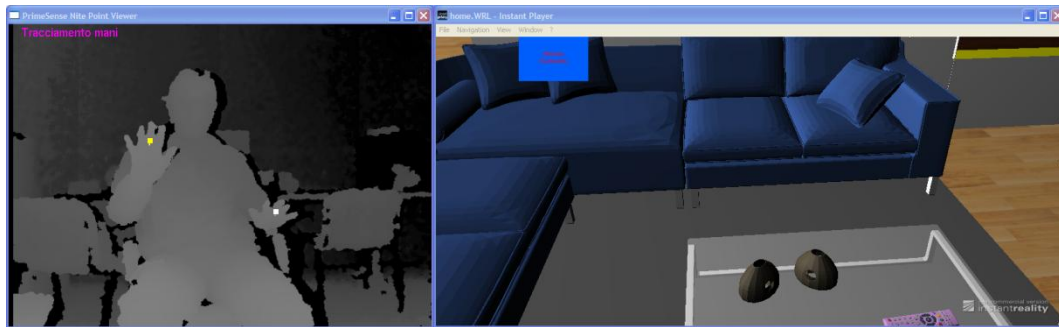 PrimeSense Nite Point Viewer
Tracciamento mani
home.WRL - Instant Player
File Navigation View Window ?
instantreality